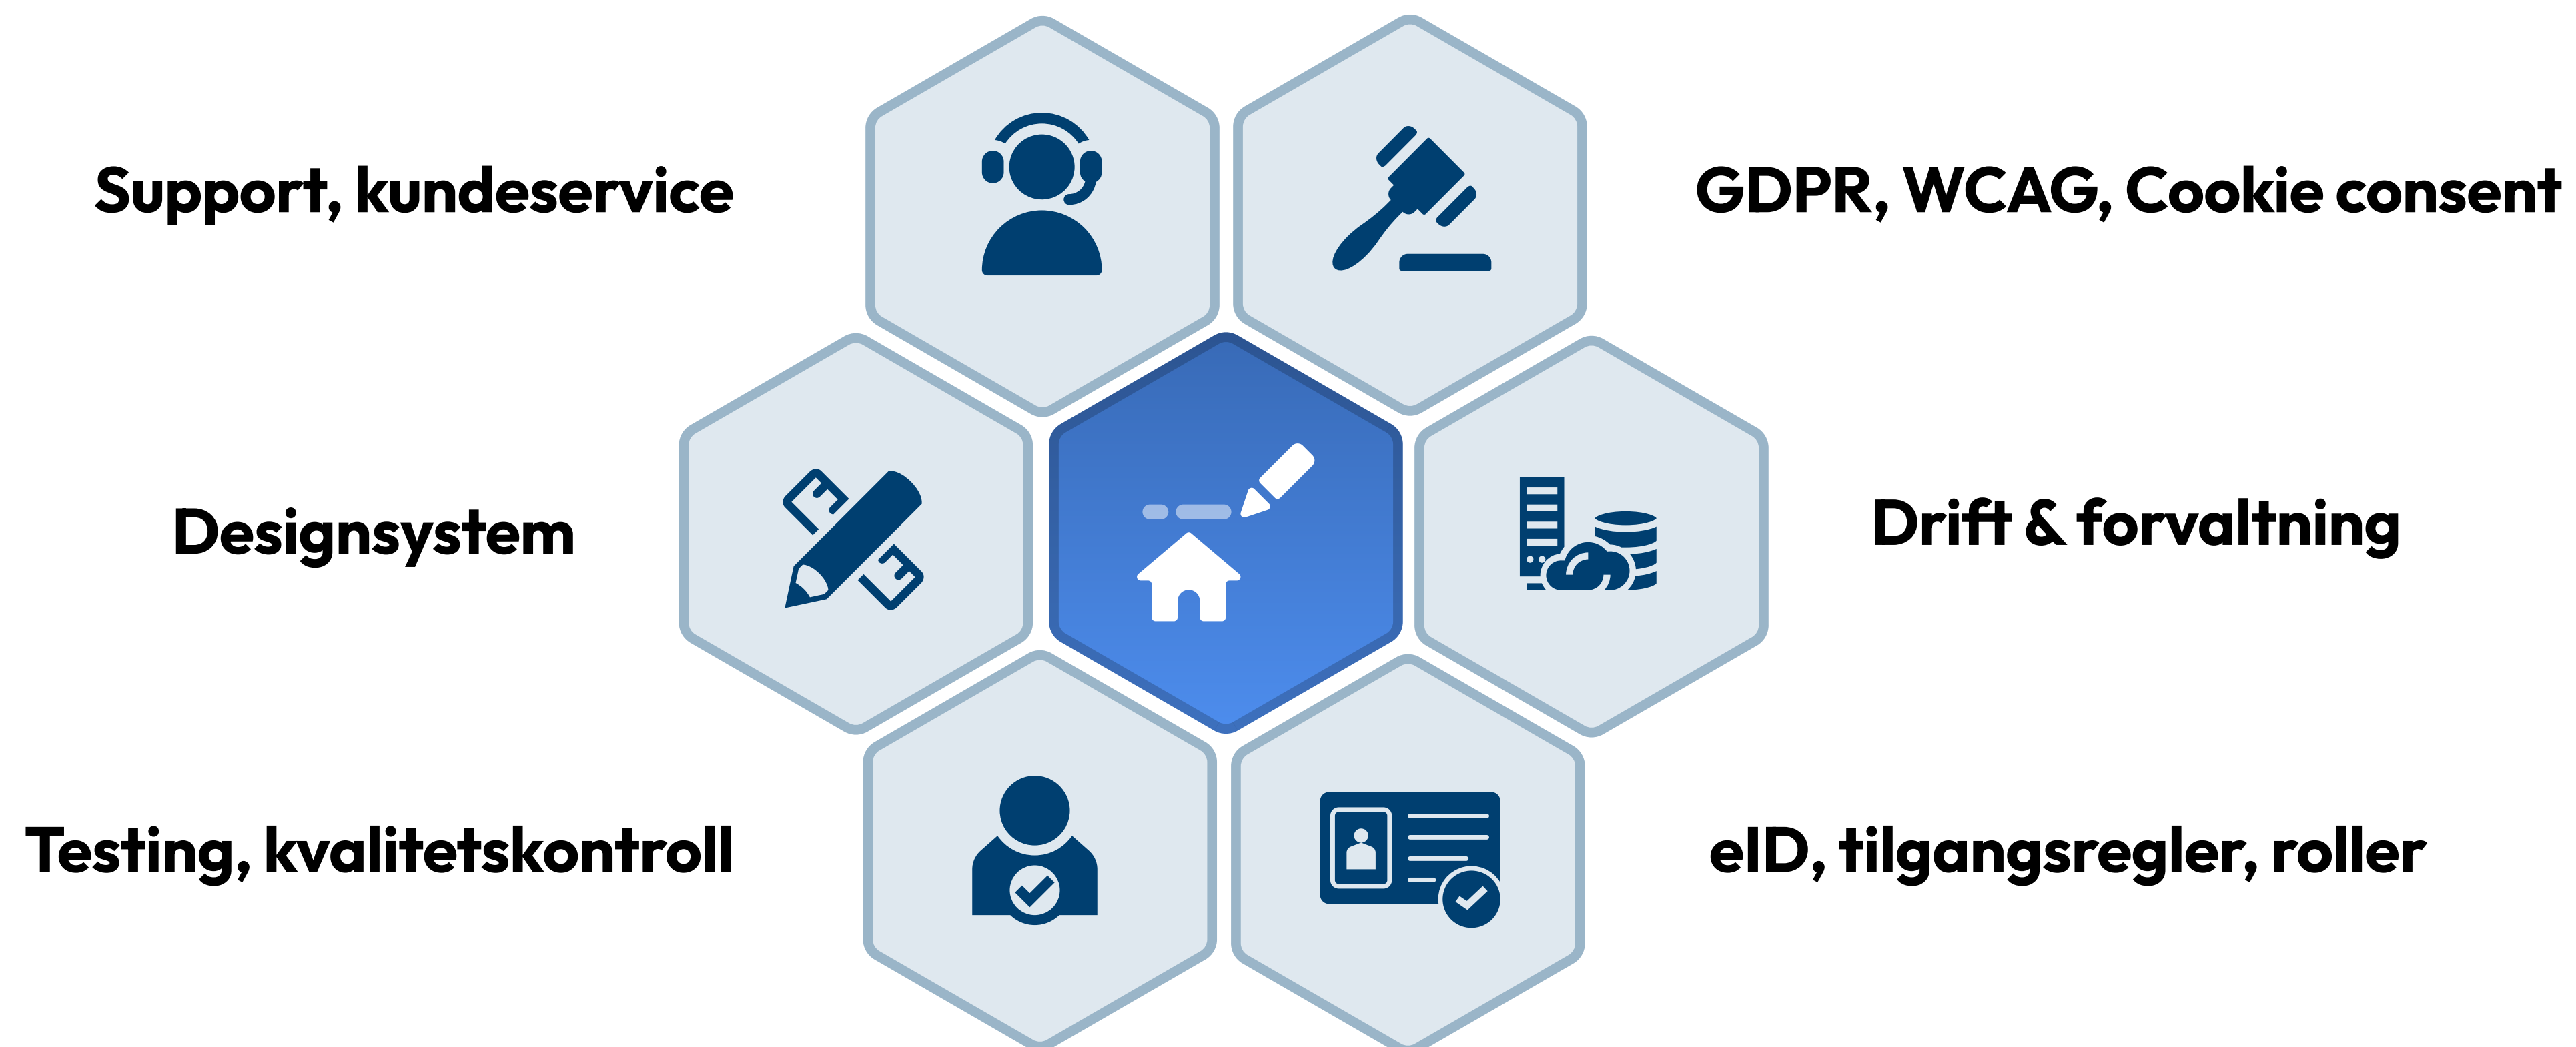 Support, kundeservice
GDPR, WCAG, Cookie consent
Designsystem
Drift & forvaltning
Testing, kvalitetskontroll
eID, tilgangsregler, roller